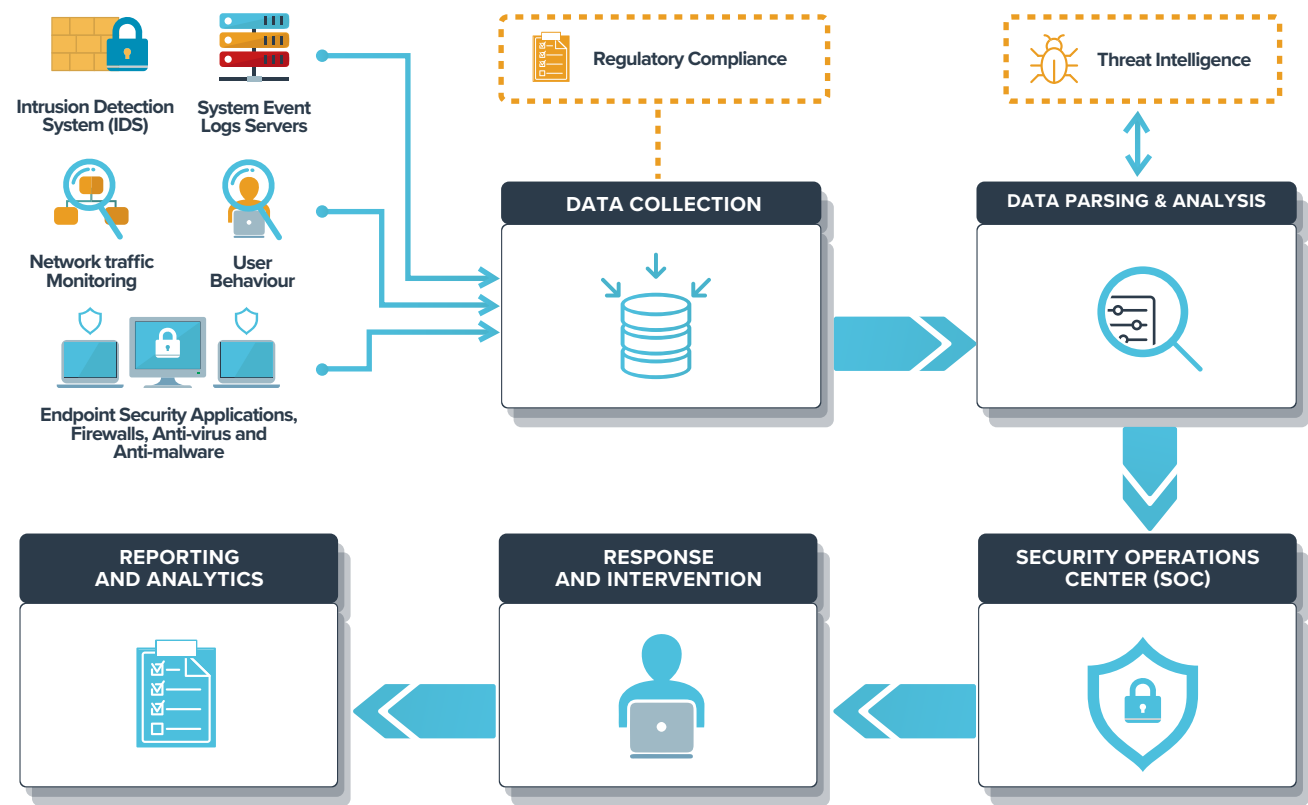 Intrusion Detection
System (IDS)
System Event
Logs Servers
Regulatory Compliance
Threat Intelligence
Network traffic
Monitoring
User
Behaviour
DATA COLLECTION
DATA PARSING & ANALYSIS
Endpoint Security Applications,
Firewalls, Anti-virus and
Anti-malware
REPORTING
AND ANALYTICS
RESPONSE
AND INTERVENTION
SECURITY OPERATIONS
CENTER (SOC)